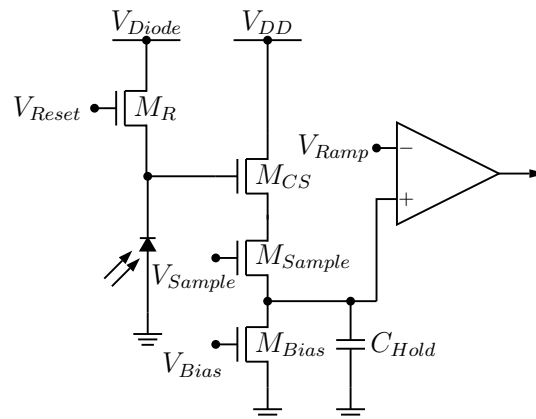 V_Diode V_DD
V_Reset M_R
V_Ramp −
M_CS
+
M_Sample
V_Sample
M_Bias C_Hold
V_Bias